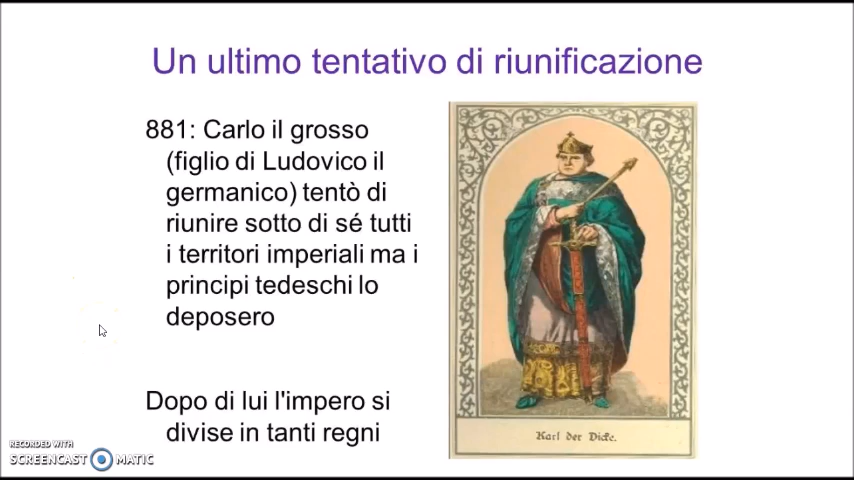 Un ultimo tentativo di riunificazione
881: Carlo il grosso
(figlio di Ludovico il
germanico) tentò di
riunire sotto di sé tutti
i territori imperiali ma i
principi tedeschi lo
deposero
Dopo di lui l'impero si
divise in tanti regni
Karl der Dicke.
RECORDED WITH
SCREENCAST MATIC